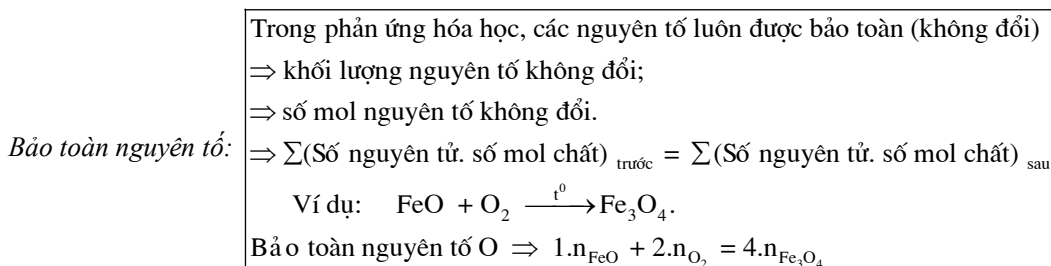 Trong phản ứng hóa học, các nguyên tố luôn được bảo toàn (không đổi)
⇒ khối lượng nguyên tố không đổi;
⇒ số mol nguyên tố không đổi.
Bảo toàn nguyên tố: ⇒ ∑(Số nguyên tử. số mol chất) trước = ∑(Số nguyên tử. số mol chất) sau
Ví dụ: FeO + O₂ —t⁰→ Fe₃O₄.
Bảo toàn nguyên tố O ⇒ 1.n_FeO + 2.n_O₂ = 4.n_Fe₃O₄